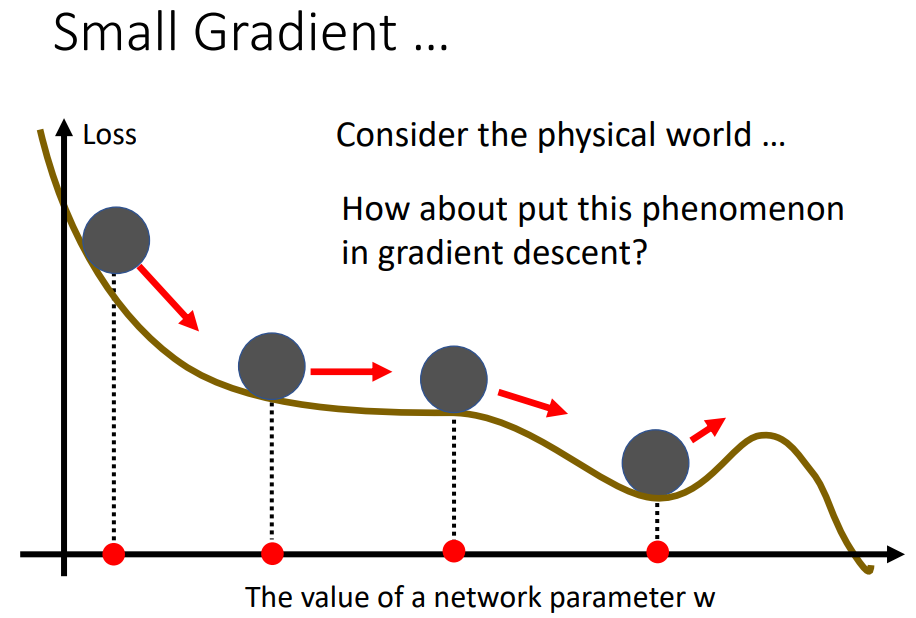 Small Gradient ...
Loss
Consider the physical world ...
How about put this phenomenon
in gradient descent?
The value of a network parameter w